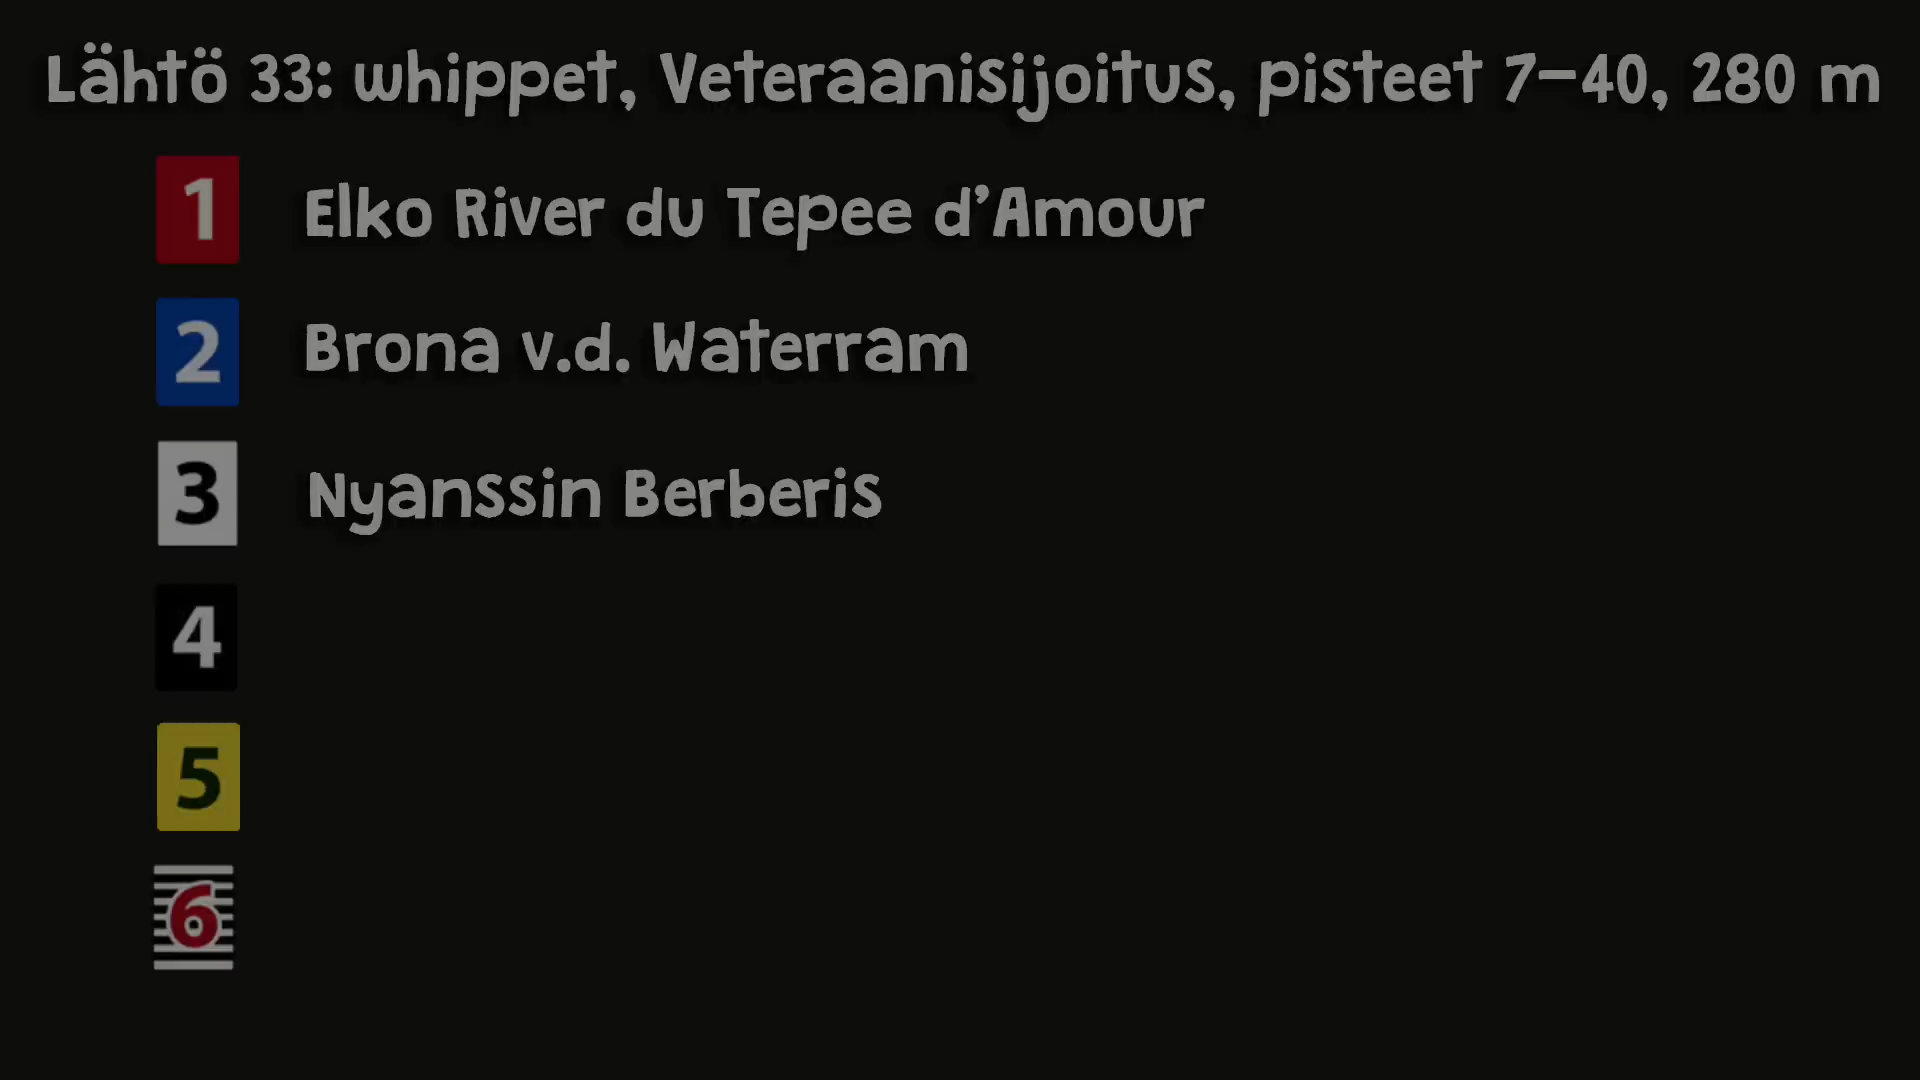 Lähtö 33: whippet, Veteraanisijoitus, pisteet 7–40, 280 m
1 Elko River du Tepee d'Amour
2 Brona v.d. Waterram
3 Nyanssin Berberis
4
5
6